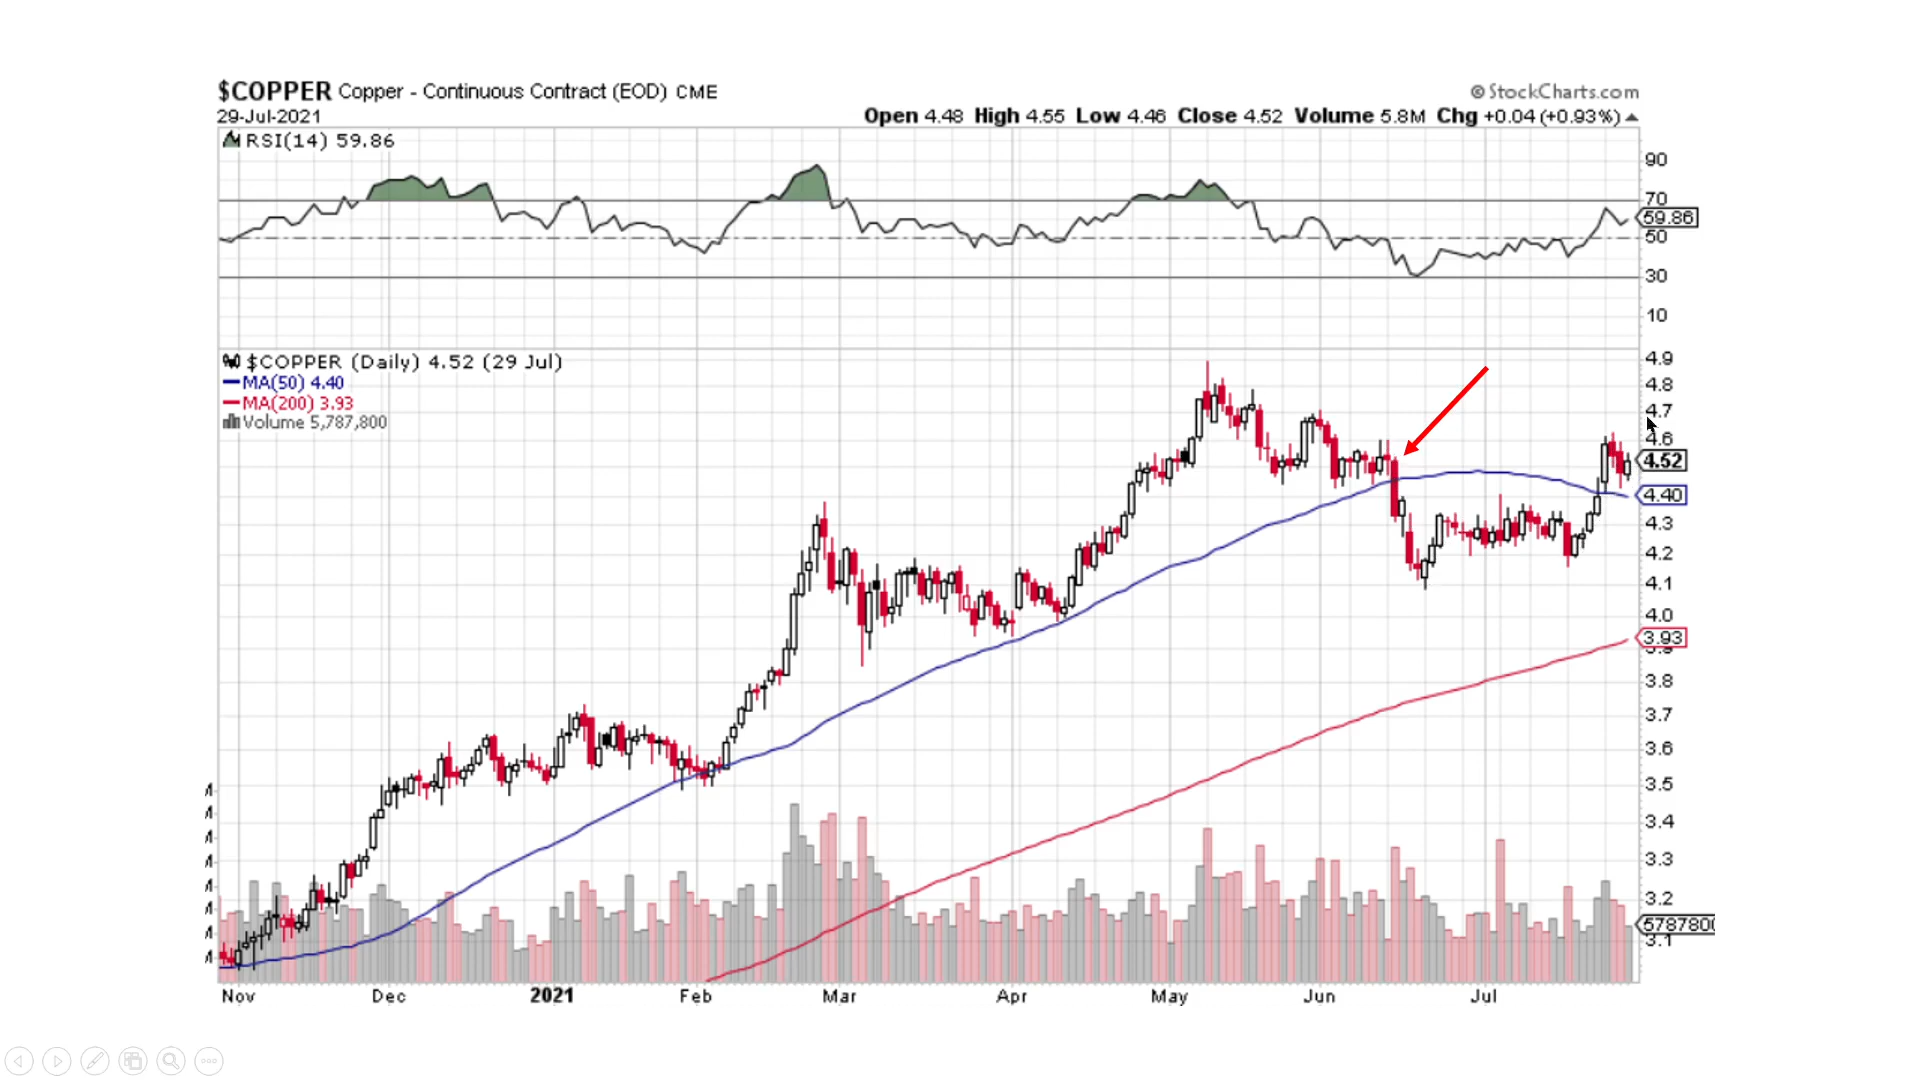 $COPPER Copper - Continuous Contract (EOD) CME
© StockCharts.com
29-Jul-2021
Open 4.48 High 4.55 Low 4.46 Close 4.52 Volume 5.8M Chg +0.04 (+0.93%)
RSI(14) 59.86
90
70
59.86
50
30
10
$COPPER (Daily) 4.52 (29 Jul)
MA(50) 4.40
MA(200) 3.93
Volume 5,787,800
4.9
4.8
4.7
4.6
4.52
4.40
4.3
4.2
4.1
4.0
3.93
3.9
3.8
3.7
3.6
3.5
3.4
3.3
3.2
5787800
3.1
M
M
M
M
M
M
M
M
Nov Dec 2021 Feb Mar Apr May Jun Jul